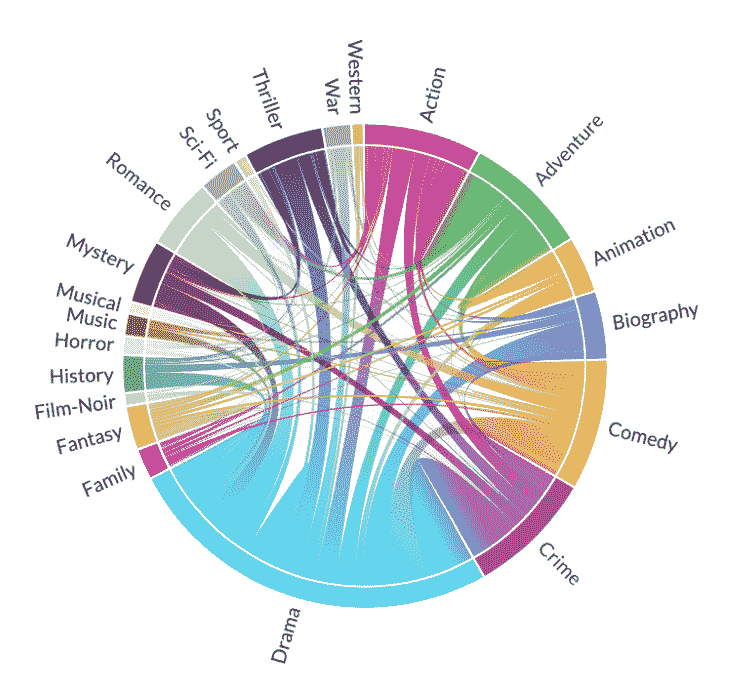 Western
Action
War
Thriller
Adventure
Sport
Sci-Fi
Romance
Animation
Mystery
Biography
Musical
Music
Horror
History
Film-Noir
Fantasy
Comedy
Family
Crime
Drama